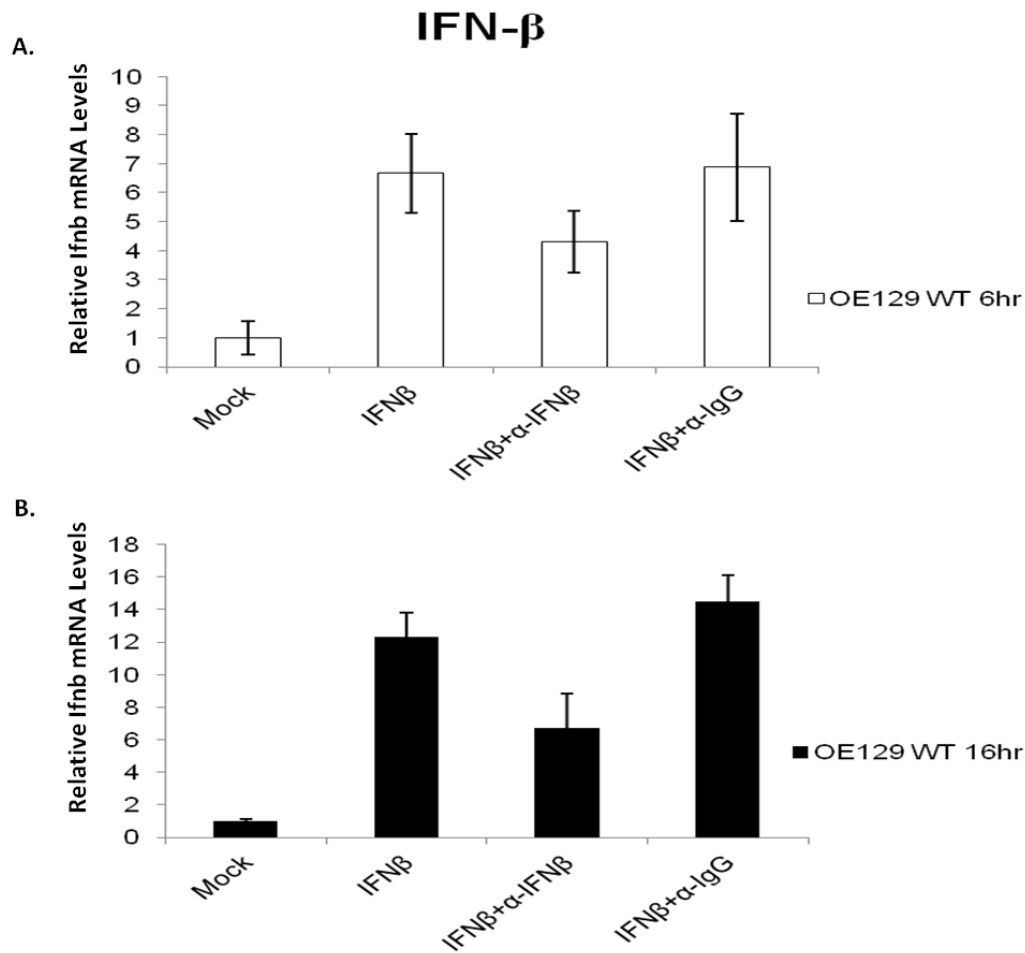 IFN-β
A.
Relative Ifnb mRNA Levels
10
9
8
7
6
5
4
3
2
1
0
Mock
IFNβ
IFNβ+α-IFNβ
IFNβ+α-IgG
OE129 WT 6hr
B.
Relative Ifnb mRNA Levels
18
16
14
12
10
8
6
4
2
0
Mock
IFNβ
IFNβ+α-IFNβ
IFNβ+α-IgG
OE129 WT 16hr